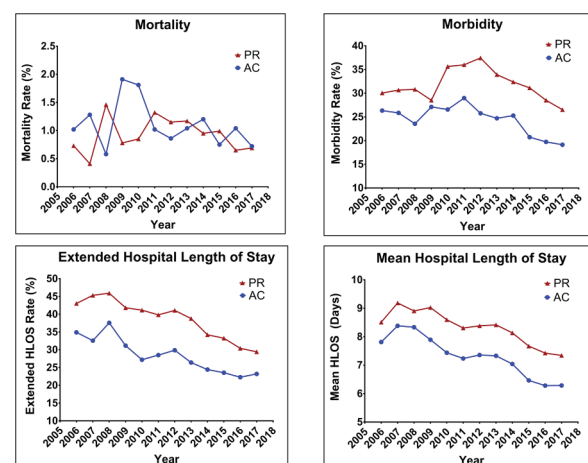 Mortality
PR
AC
Mortality Rate (%)
2.5
2.0
1.5
1.0
0.5
0.0
2005 2006 2007 2008 2009 2010 2011 2012 2013 2014 2015 2016 2017 2018
Year
Morbidity
PR
AC
Morbidity Rate (%)
40
35
30
25
20
15
10
2005 2006 2007 2008 2009 2010 2011 2012 2013 2014 2015 2016 2017 2018
Year
Extended Hospital Length of Stay
PR
AC
Extended HLOS Rate (%)
50
45
40
35
30
25
20
15
10
2005 2006 2007 2008 2009 2010 2011 2012 2013 2014 2015 2016 2017 2018
Year
Mean Hospital Length of Stay
PR
AC
Mean HLOS (Days)
10
9
8
7
6
5
2005 2006 2007 2008 2009 2010 2011 2012 2013 2014 2015 2016 2017 2018
Year